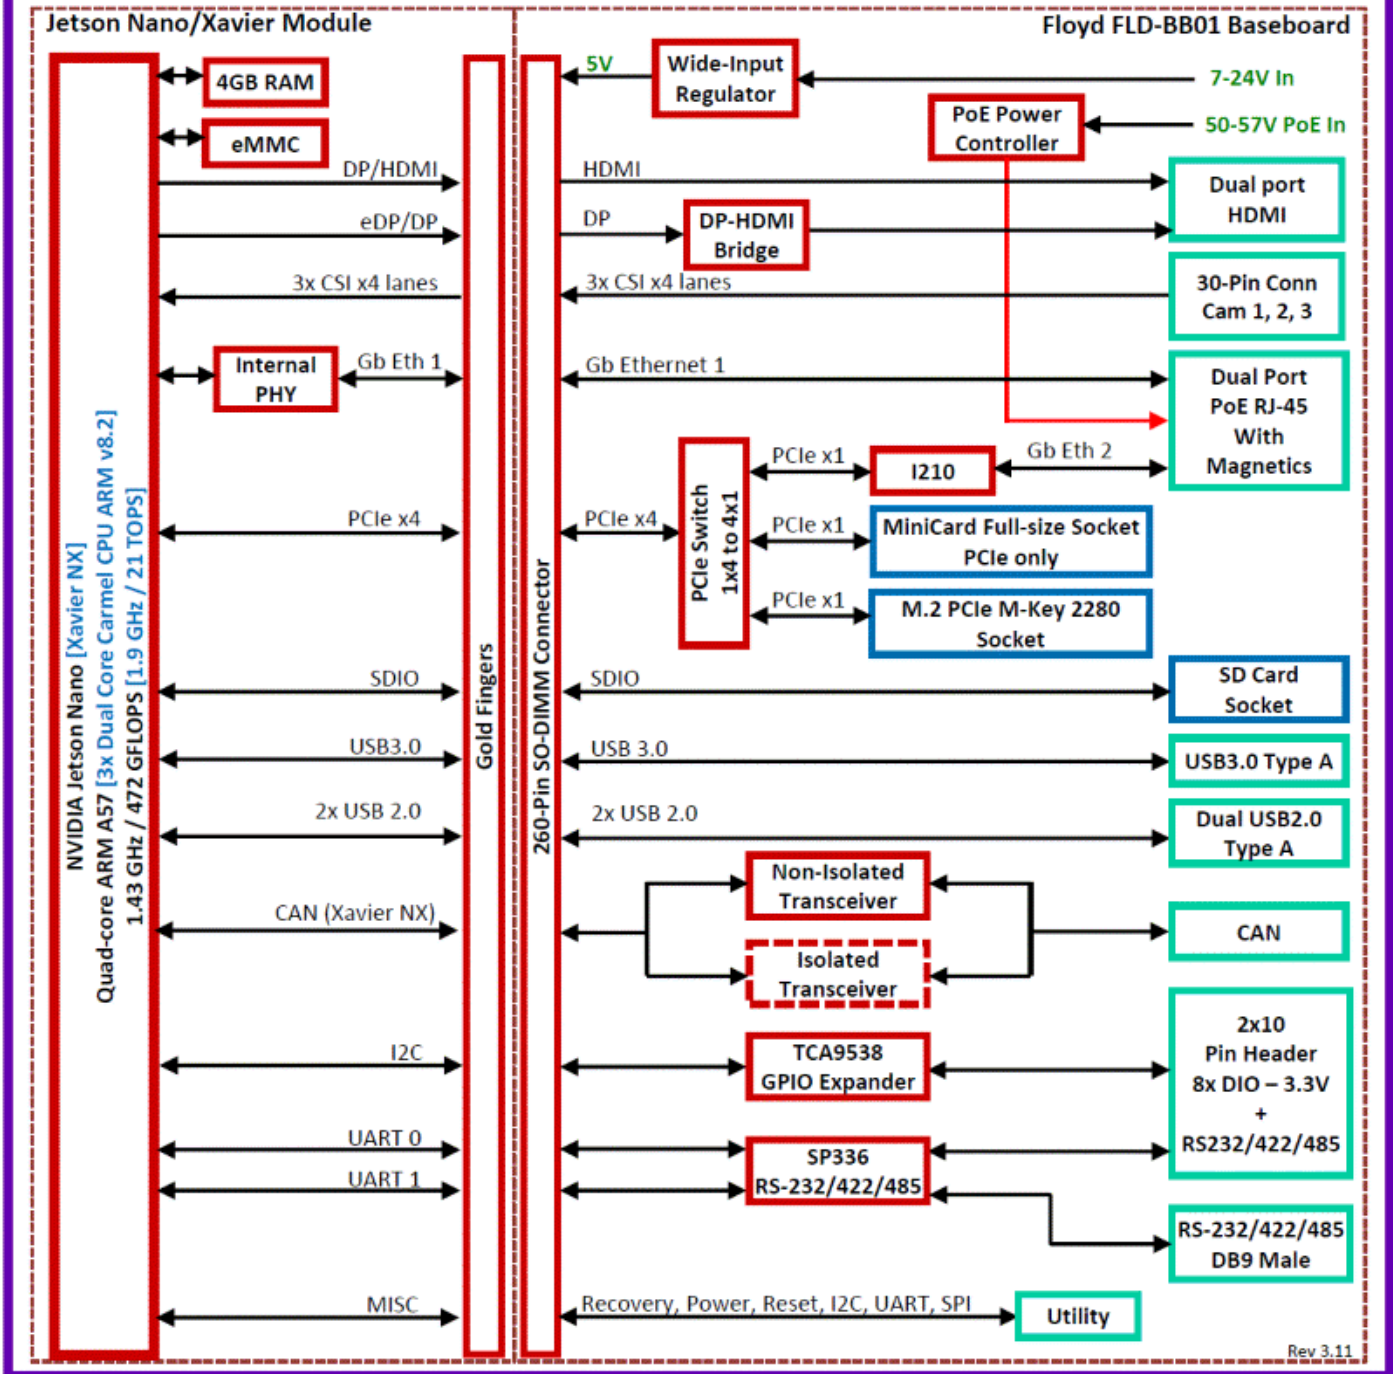 Jetson Nano/Xavier Module
Floyd FLD-BB01 Baseboard
NVIDIA Jetson Nano [Xavier NX]
Quad-core ARM A57 [3x Dual Core Carmel CPU ARM v8.2]
1.43 GHz / 472 GFLOPS [1.9 GHz / 21 TOPS]
4GB RAM
eMMC
DP/HDMI
eDP/DP
3x CSI x4 lanes
Internal
PHY
Gb Eth 1
PCIe x4
SDIO
USB3.0
2x USB 2.0
CAN (Xavier NX)
I2C
UART 0
UART 1
MISC
Gold Fingers
260-Pin SO-DIMM Connector
5V
Wide-Input
Regulator
7-24V In
PoE Power
Controller
50-57V PoE In
HDMI
Dual port
HDMI
DP
DP-HDMI
Bridge
3x CSI x4 lanes
30-Pin Conn
Cam 1, 2, 3
Gb Ethernet 1
Dual Port
PoE RJ-45
With
Magnetics
PCIe x4
PCIe Switch
1x4 to 4x1
PCIe x1
I210
Gb Eth 2
PCIe x1
MiniCard Full-size Socket
PCIe only
PCIe x1
M.2 PCIe M-Key 2280
Socket
SDIO
SD Card
Socket
USB 3.0
USB3.0 Type A
2x USB 2.0
Dual USB2.0
Type A
Non-Isolated
Transceiver
Isolated
Transceiver
CAN
TCA9538
GPIO Expander
2x10
Pin Header
8x DIO – 3.3V
+
RS232/422/485
SP336
RS-232/422/485
RS-232/422/485
DB9 Male
Recovery, Power, Reset, I2C, UART, SPI
Utility
Rev 3.11